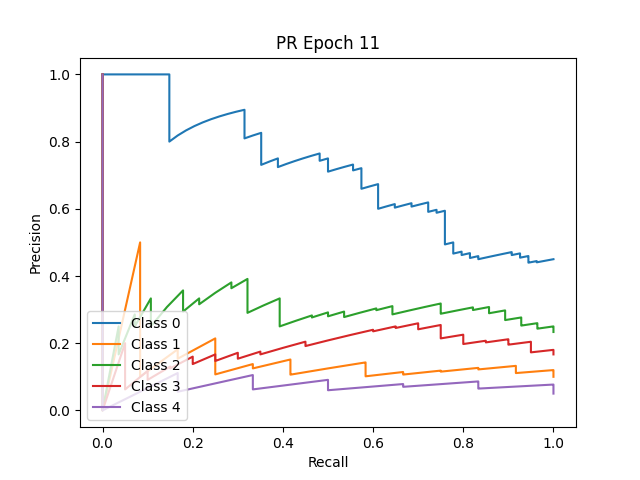 PR Epoch 11
1.0
0.8
0.6
0.4
0.2
0.0
Precision
Class 0
Class 1
Class 2
Class 3
Class 4
0.0 0.2 0.4 0.6 0.8 1.0
Recall